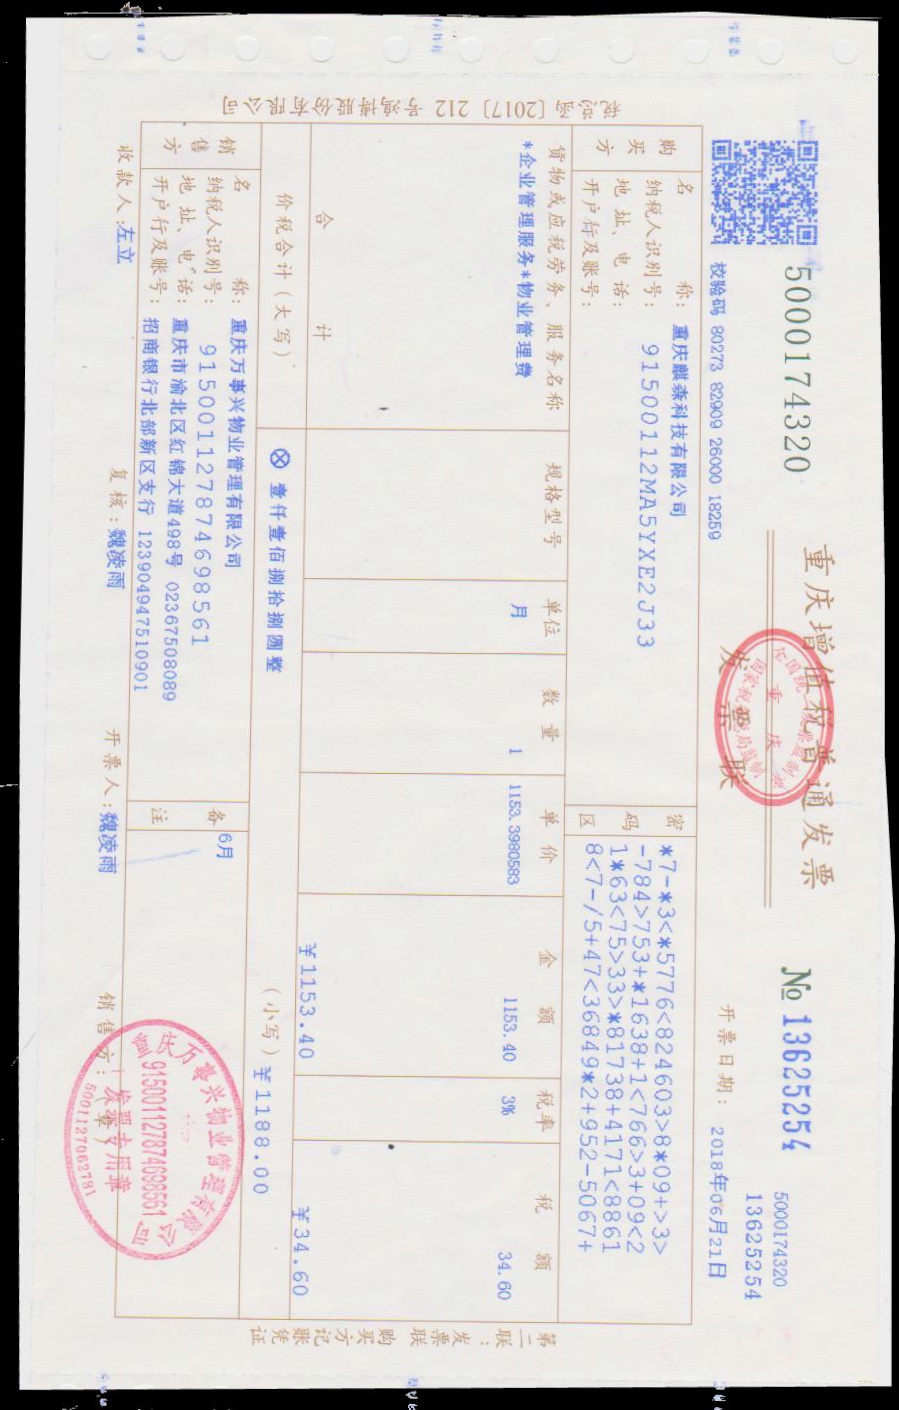 5000174320
重庆增值税普通发票
发票联
全国统一发票监制章
重庆
国家税务局监制
№ 13625254
5000174320
13625254
校验码 80273 82909 26000 18259
开票日期: 2018年06月21日
税总函〔2017〕212 号鸿博股份有限公司
购买方
名 称: 重庆麒森科技有限公司
纳税人识别号: 91500112MA5YXE2J33
地 址、电 话:
开户行及账号:
密码区
*7-*3<*5776<824603>8*09+>3>
-784>753+*1638+1<766>3+09<2
1*63<75>33>*81738+4171<8861
8<7-/5+47<36849*2+952-5067+
货物或应税劳务、服务名称 规格型号 单位 数 量 单 价 金 额 税率 税 额
*企业管理服务*物业管理费 月 1 1153.3980583 1153.40 3% 34.60
合 计 ¥1153.40 ¥34.60
价税合计(大写) ⊗ 壹仟壹佰捌拾捌圆整 (小写) ¥1188.00
销售方
名 称: 重庆万事兴物业管理有限公司
纳税人识别号: 915001127874698561
地 址、电 话: 重庆市渝北区红锦大道498号 02367508089
开户行及账号: 招商银行北部新区支行 123904947510901
备注
6月
收款人:左立 复核:魏凌雨 开票人:魏凌雨 销售方:(章)
重庆万事兴物业管理有限公司
915001127874698561
发票专用章
5001127062781
第二联:发票联 购买方记账凭证